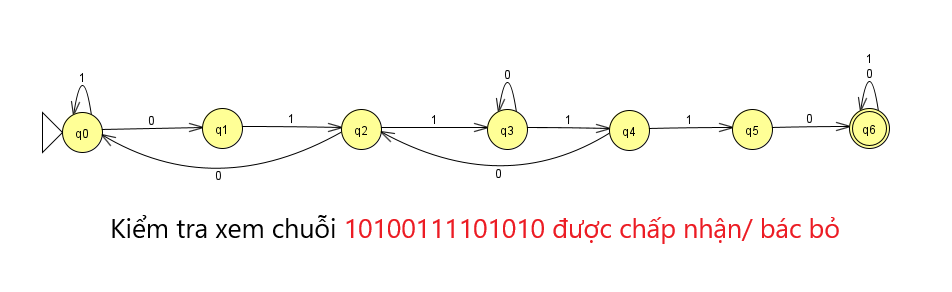 1 0 1
0 0
q0 0 q1 1 q2 1 q3 1 q4 1 q5 0 q6
0 0
Kiểm tra xem chuỗi 10100111101010 được chấp nhận/ bác bỏ